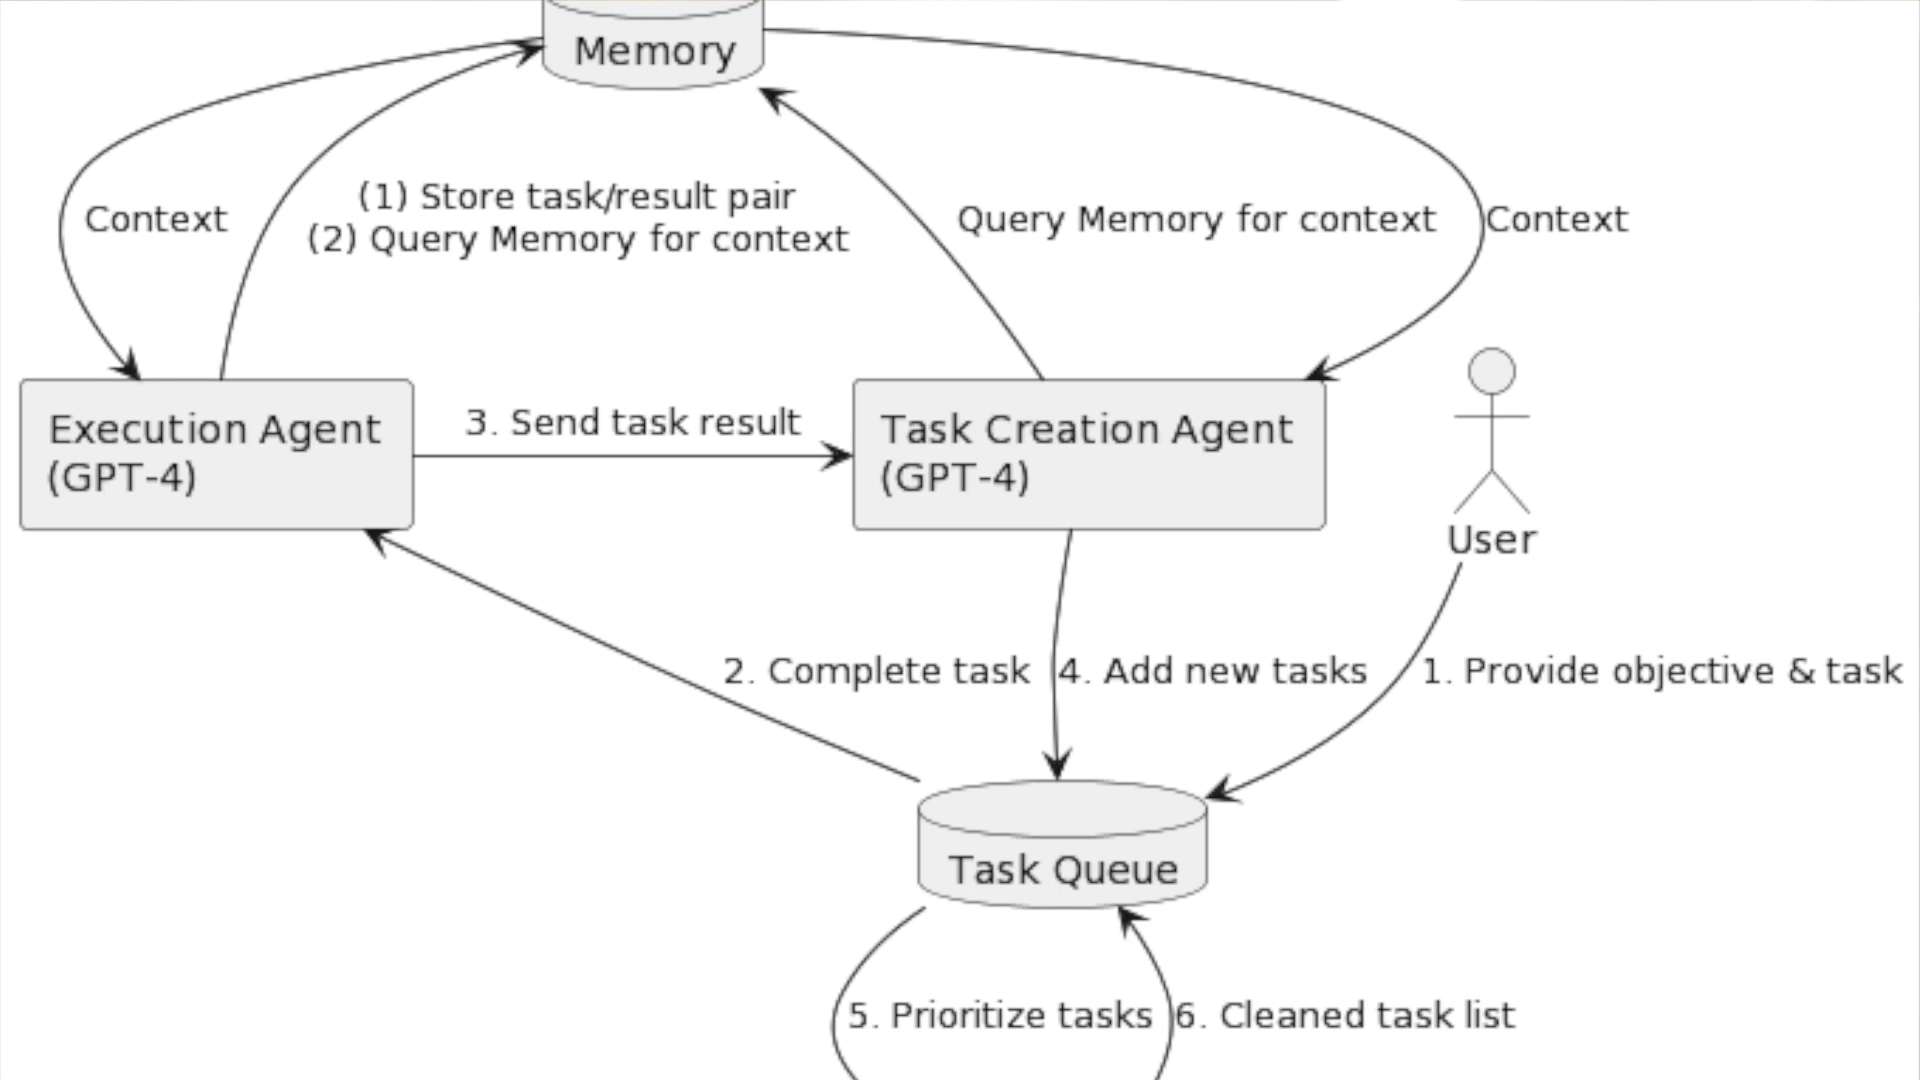 Memory
(1) Store task/result pair
(2) Query Memory for context
Context
Query Memory for context
Context
Execution Agent
(GPT-4)
3. Send task result
Task Creation Agent
(GPT-4)
User
2. Complete task
4. Add new tasks
1. Provide objective & task
Task Queue
5. Prioritize tasks
6. Cleaned task list